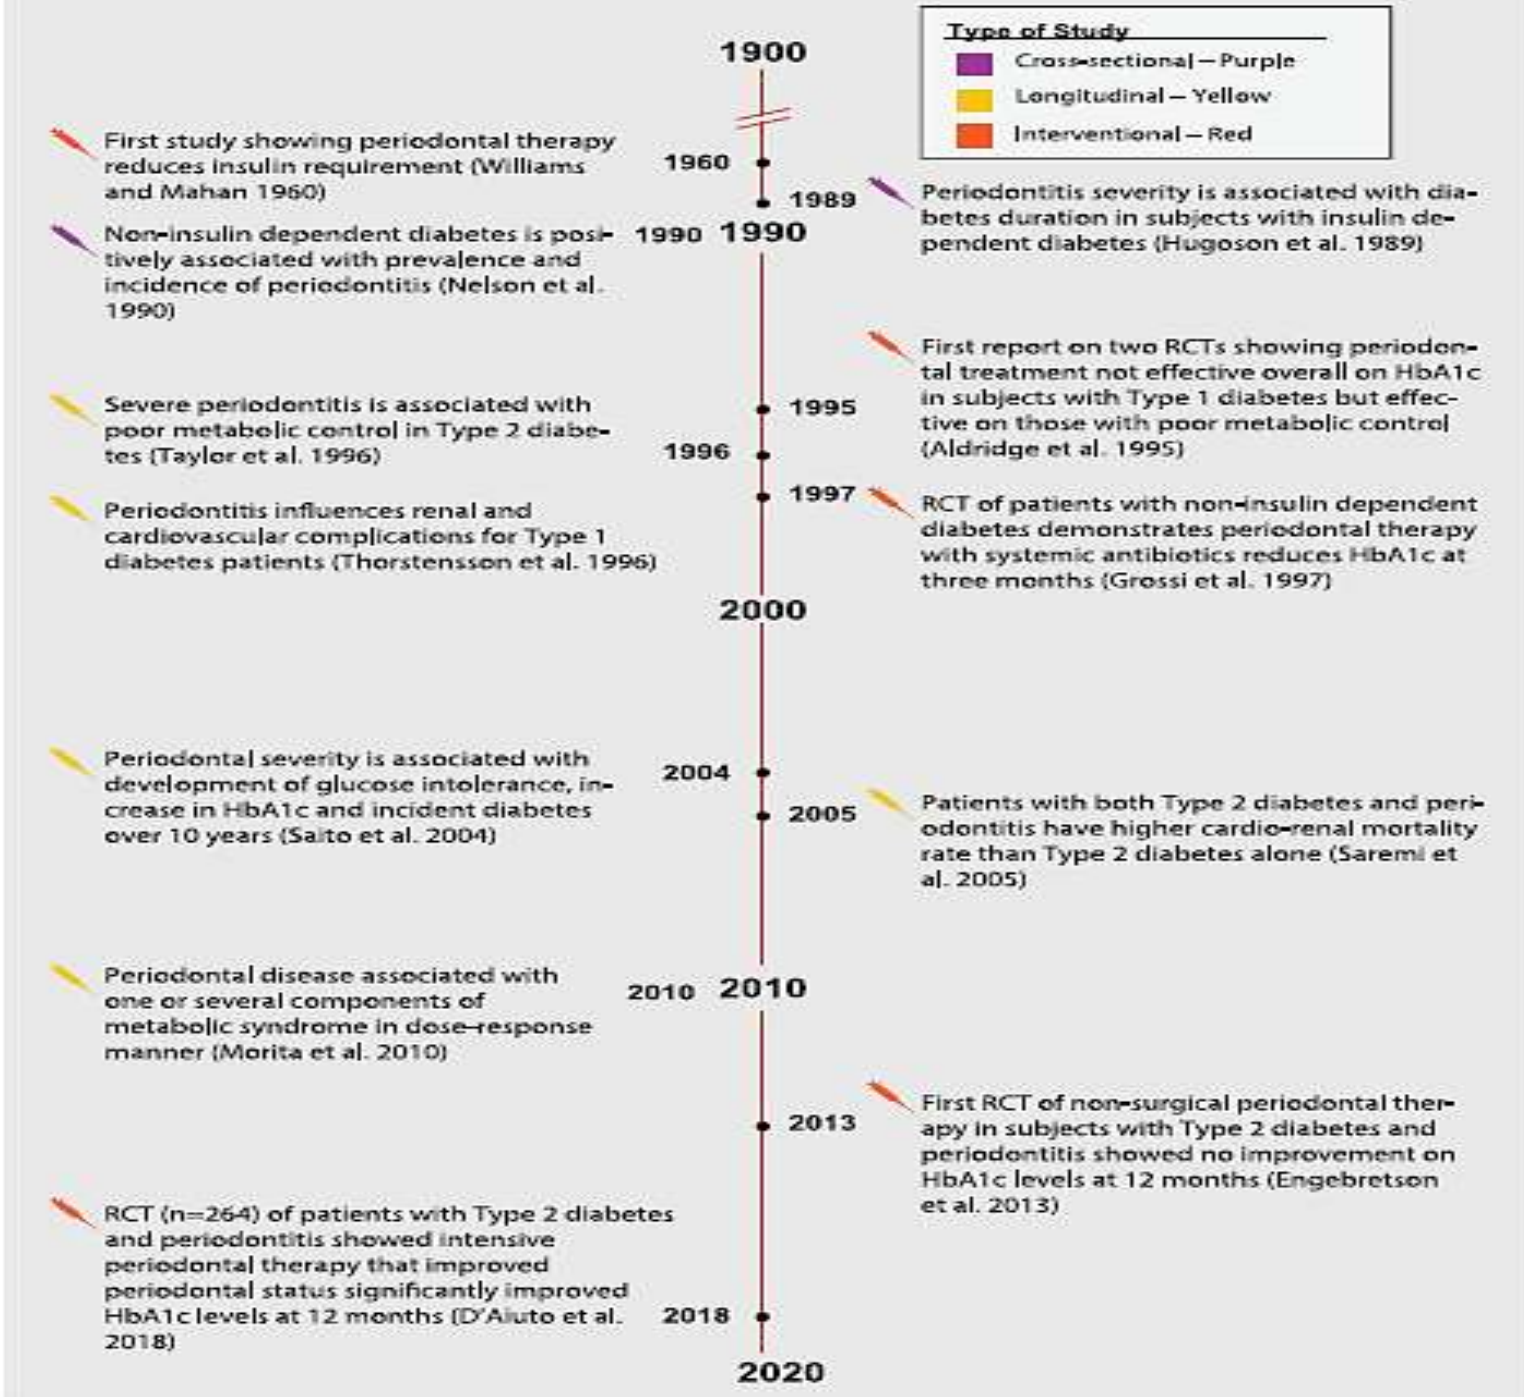 1900
Type of Study
Cross-sectional – Purple
Longitudinal – Yellow
Interventional – Red
First study showing periodontal therapy
reduces insulin requirement (Williams
and Mahan 1960)
1960
1989
Periodontitis severity is associated with dia-
betes duration in subjects with insulin de-
pendent diabetes (Hugoson et al. 1989)
Non-insulin dependent diabetes is posi-
tively associated with prevalence and
incidence of periodontitis (Nelson et al.
1990)
1990 1990
First report on two RCTs showing periodon-
tal treatment not effective overall on HbA1c
in subjects with Type 1 diabetes but effec-
tive on those with poor metabolic control
(Aldridge et al. 1995)
1995
Severe periodontitis is associated with
poor metabolic control in Type 2 diabe-
tes (Taylor et al. 1996)
1996
Periodontitis influences renal and
cardiovascular complications for Type 1
diabetes patients (Thorstensson et al. 1996)
1997
RCT of patients with non-insulin dependent
diabetes demonstrates periodontal therapy
with systemic antibiotics reduces HbA1c at
three months (Grossi et al. 1997)
2000
Periodontal severity is associated with
development of glucose intolerance, in-
crease in HbA1c and incident diabetes
over 10 years (Saito et al. 2004)
2004
2005
Patients with both Type 2 diabetes and peri-
odontitis have higher cardio-renal mortality
rate than Type 2 diabetes alone (Saremi et
al. 2005)
Periodontal disease associated with
one or several components of
metabolic syndrome in dose-response
manner (Morita et al. 2010)
2010 2010
2013
First RCT of non-surgical periodontal ther-
apy in subjects with Type 2 diabetes and
periodontitis showed no improvement on
HbA1c levels at 12 months (Engebretson
et al. 2013)
RCT (n=264) of patients with Type 2 diabetes
and periodontitis showed intensive
periodontal therapy that improved
periodontal status significantly improved
HbA1c levels at 12 months (D'Aiuto et al.
2018)
2018
2020